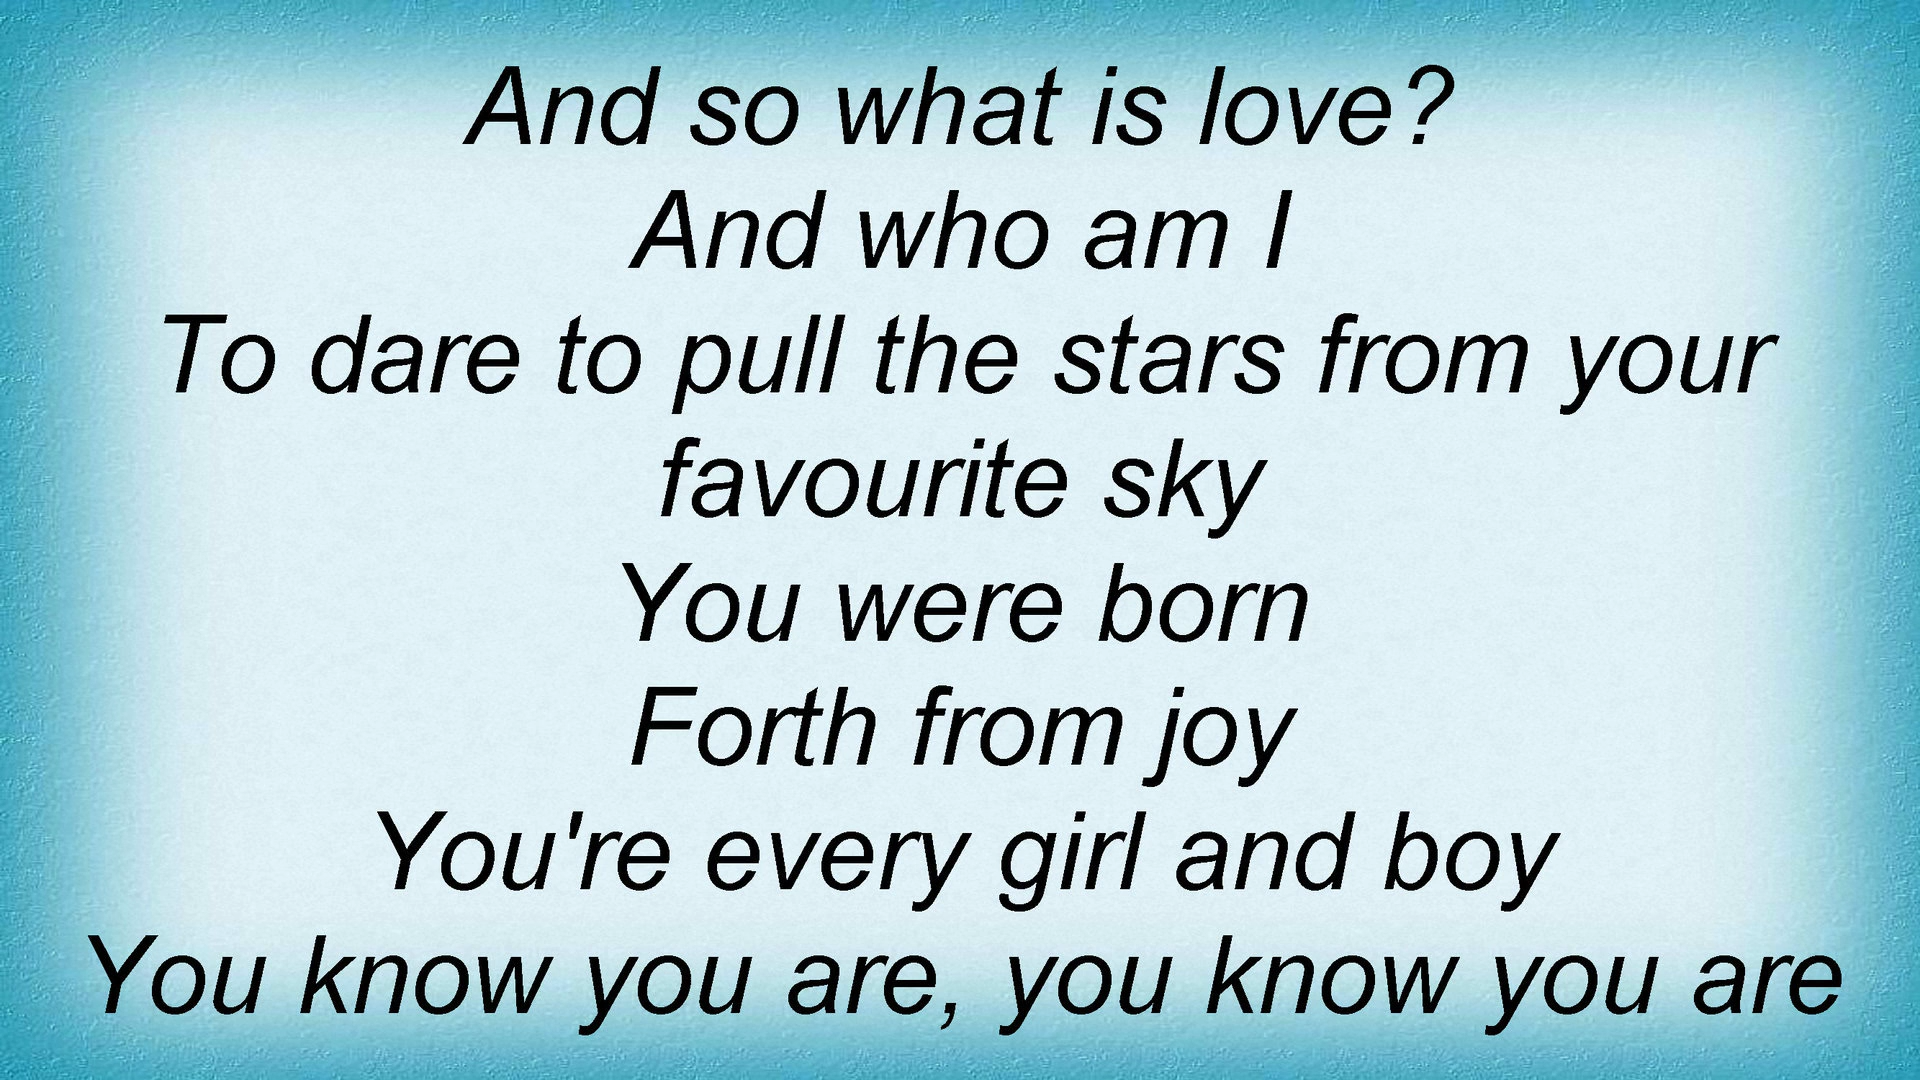 And so what is love?
And who am I
To dare to pull the stars from your
favourite sky
You were born
Forth from joy
You're every girl and boy
You know you are, you know you are